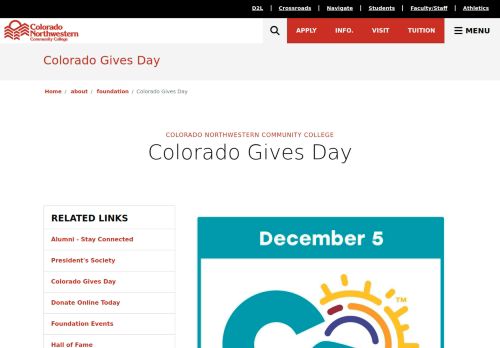 D2L | Crossroads | Navigate | Students | Faculty/Staff | Athletics
Colorado
Northwestern
Community College
APPLY INFO. VISIT TUITION MENU
Colorado Gives Day
Home / about / foundation / Colorado Gives Day
COLORADO NORTHWESTERN COMMUNITY COLLEGE
Colorado Gives Day
RELATED LINKS
Alumni - Stay Connected
President's Society
Colorado Gives Day
Donate Online Today
Foundation Events
Hall of Fame
December 5
TM